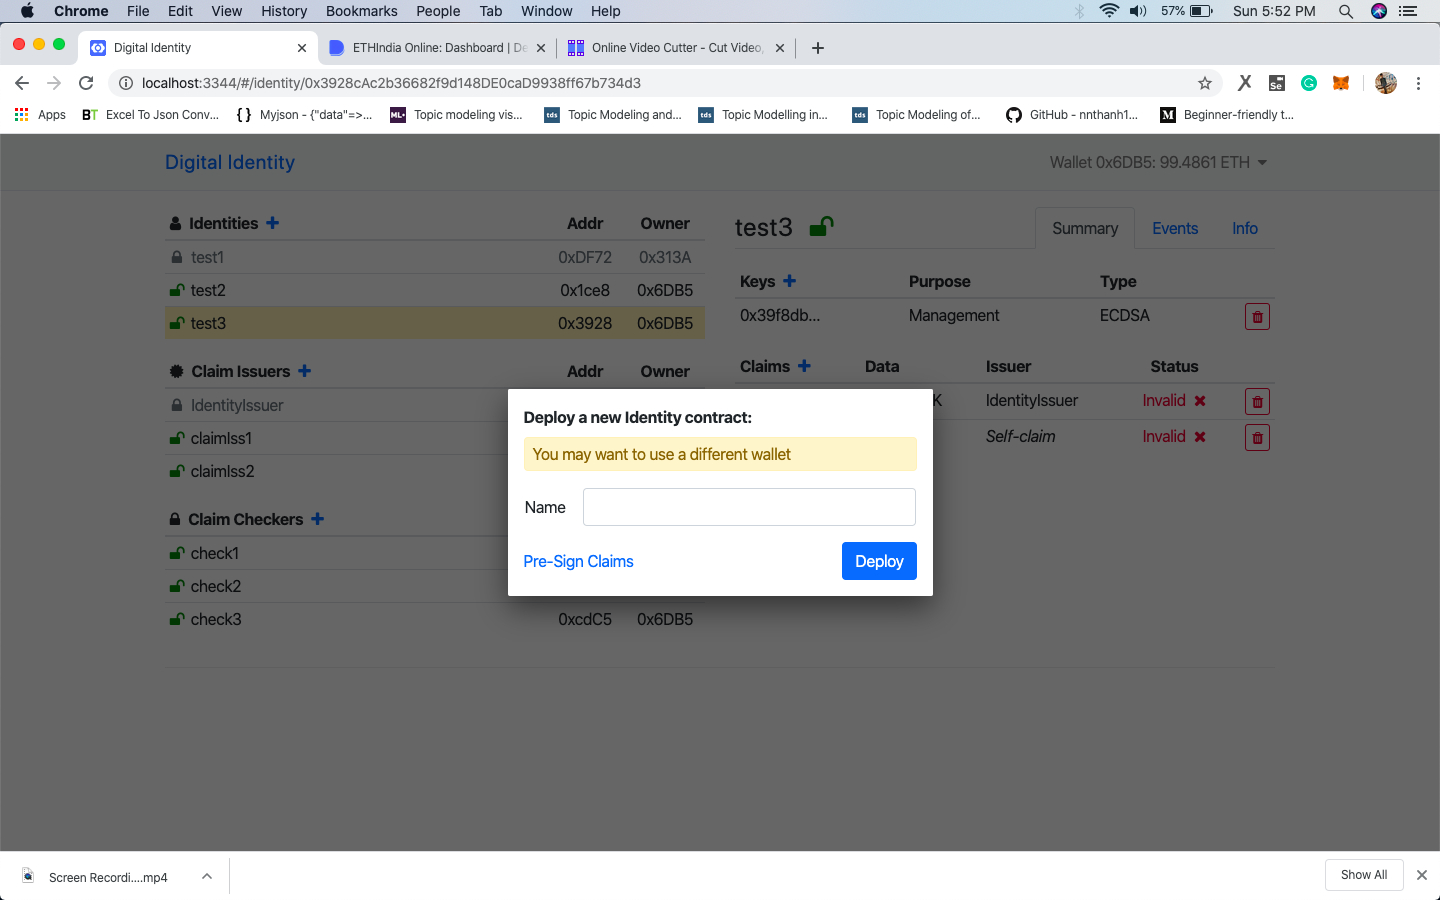 Chrome File Edit View History Bookmarks People Tab Window Help 57% Sun 5:52 PM
Digital Identity ETHIndia Online: Dashboard | De Online Video Cutter - Cut Video,
localhost:3344/#/identity/0x3928cAc2b36682f9d148DE0caD9938ff67b734d3
Apps BT Excel To Json Conv... { } Myjson - {"data"=>... ML+ Topic modeling vis... tds Topic Modeling and... tds Topic Modelling in... tds Topic Modeling of... GitHub - nnthanh1... M Beginner-friendly t...
Digital Identity Wallet 0x6DB5: 99.4861 ETH
Identities Addr Owner
test1 0xDF72 0x313A
test2 0x1ce8 0x6DB5
test3 0x3928 0x6DB5
Claim Issuers Addr Owner
IdentityIssuer
claimIss1
claimIss2
Claim Checkers
check1
check2
check3 0xcdC5 0x6DB5
test3 Summary Events Info
Keys Purpose Type
0x39f8db... Management ECDSA
Claims Data Issuer Status
K IdentityIssuer Invalid
Self-claim Invalid
Deploy a new Identity contract:
You may want to use a different wallet
Name
Pre-Sign Claims Deploy
Screen Recordi....mp4 Show All